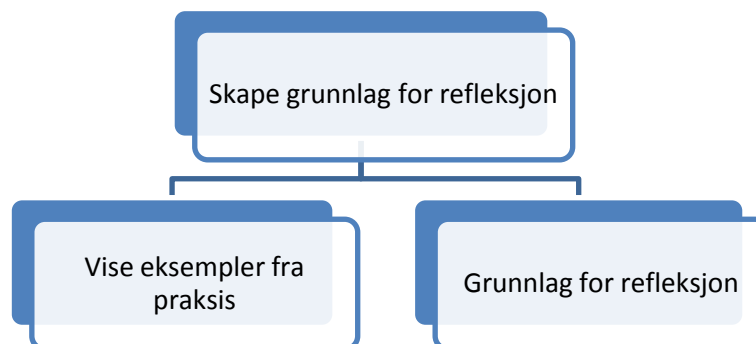 Skape grunnlag for refleksjon
Vise eksempler fra
praksis
Grunnlag for refleksjon